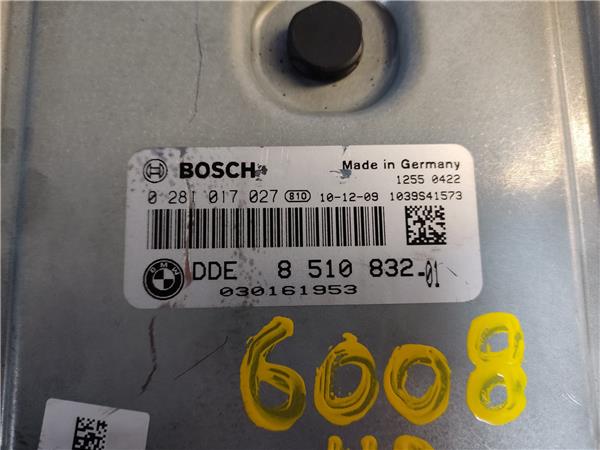 BOSCH Made in Germany
1255 0422
0 281 017 027 810 10-12-09 1039S41573
BMW DDE 8 510 832-01
030161953
6008